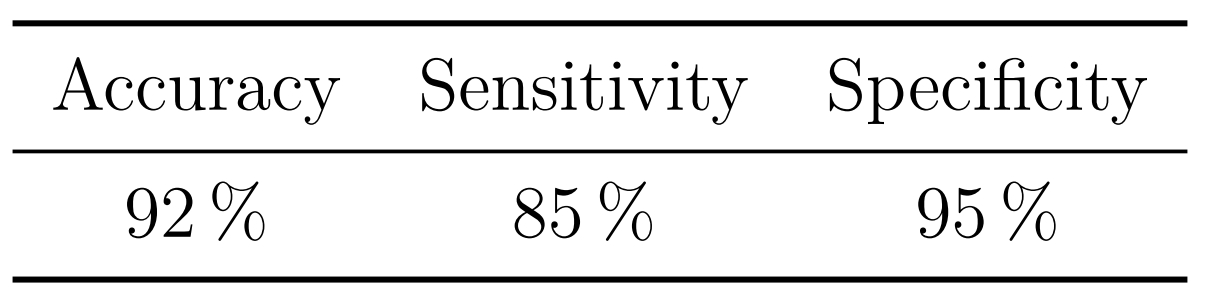 Accuracy Sensitivity Specificity
92 % 85 % 95 %